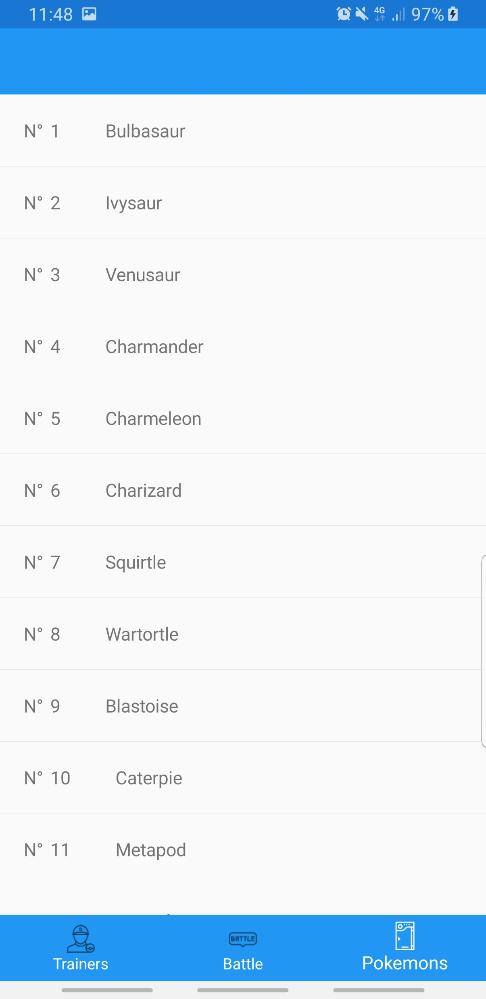 11:48 4G 97%
N° 1 Bulbasaur
N° 2 Ivysaur
N° 3 Venusaur
N° 4 Charmander
N° 5 Charmeleon
N° 6 Charizard
N° 7 Squirtle
N° 8 Wartortle
N° 9 Blastoise
N° 10 Caterpie
N° 11 Metapod
BATTLE
Trainers Battle Pokemons